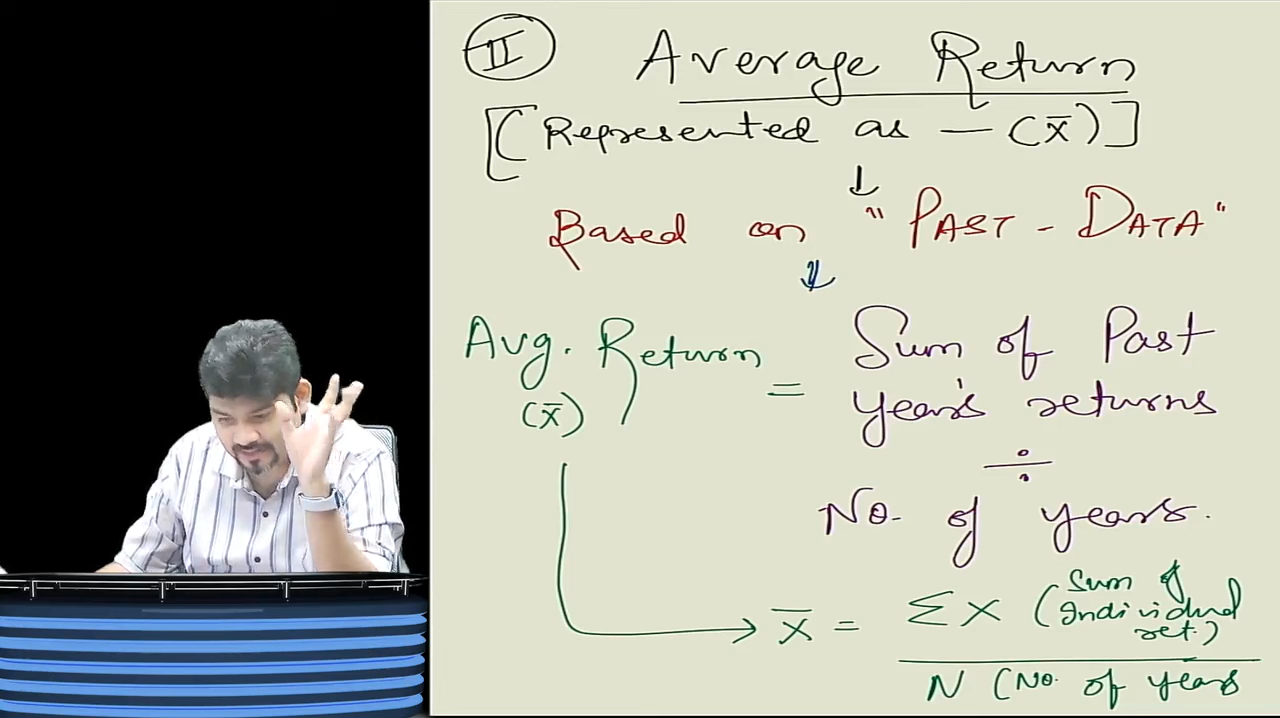 II Average Return
[(Represented as — (x̄)]
↓
Based on "PAST - DATA"
↓
Avg. Return (x̄) = Sum of Past
year's returns
÷
No. of years.
→ x̄ = ΣX (Sum of
Individual
ret.)
N (No. of years